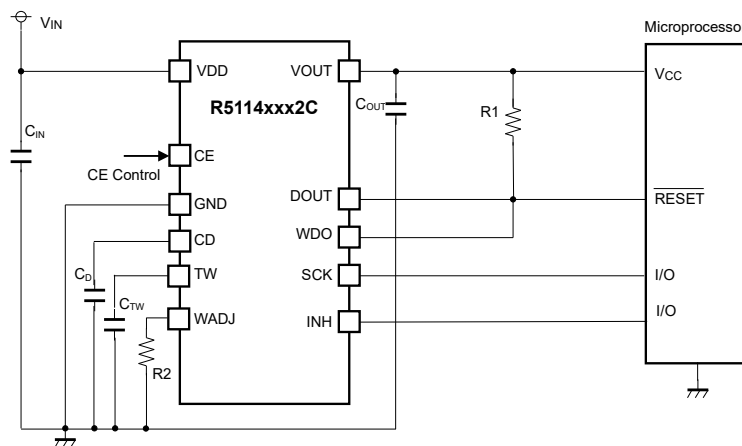 Microprocesso
VIN
VDD
VOUT
VCC
R5114xxx2C
COUT
R1
CIN
CE
CE Control
GND
DOUT
RESET
CD
WDO
CD
TW
SCK
I/O
CTW
WADJ
INH
I/O
R2